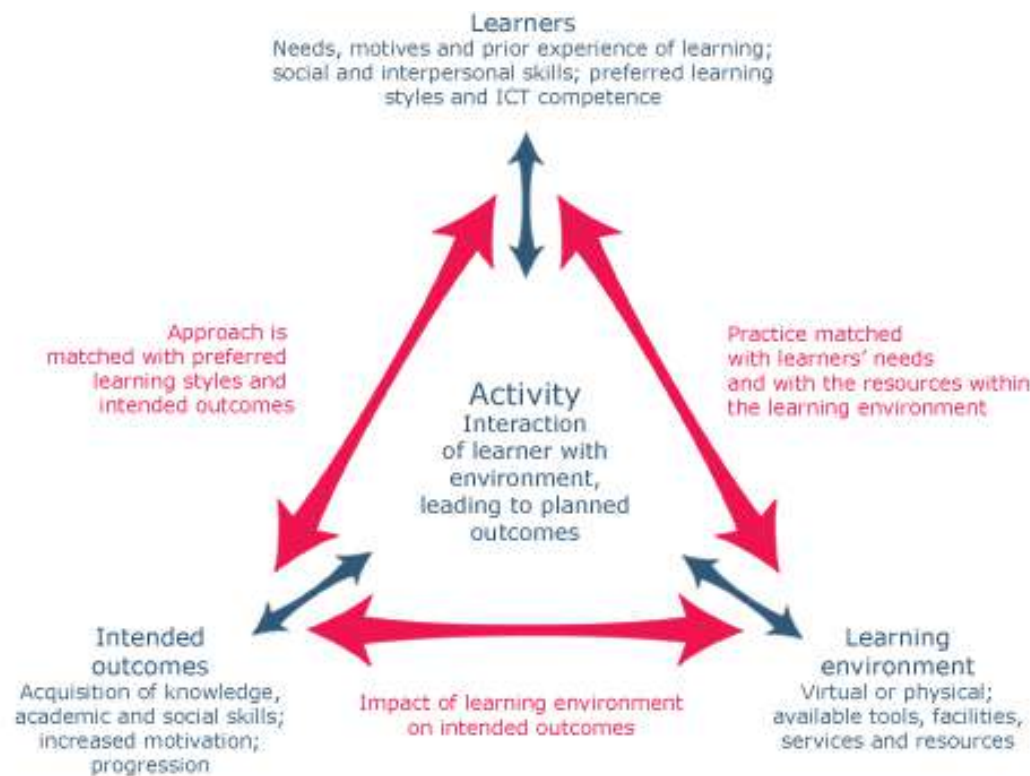 Learners
Needs, motives and prior experience of learning;
social and interpersonal skills; preferred learning
styles and ICT competence
Approach is
matched with preferred
learning styles and
intended outcomes
Practice matched
with learners’ needs
and with the resources within
the learning environment
Activity
Interaction
of learner with
environment,
leading to planned
outcomes
Intended
outcomes
Acquisition of knowledge,
academic and social skills;
increased motivation;
progression
Impact of learning environment
on intended outcomes
Learning
environment
Virtual or physical;
available tools, facilities,
services and resources